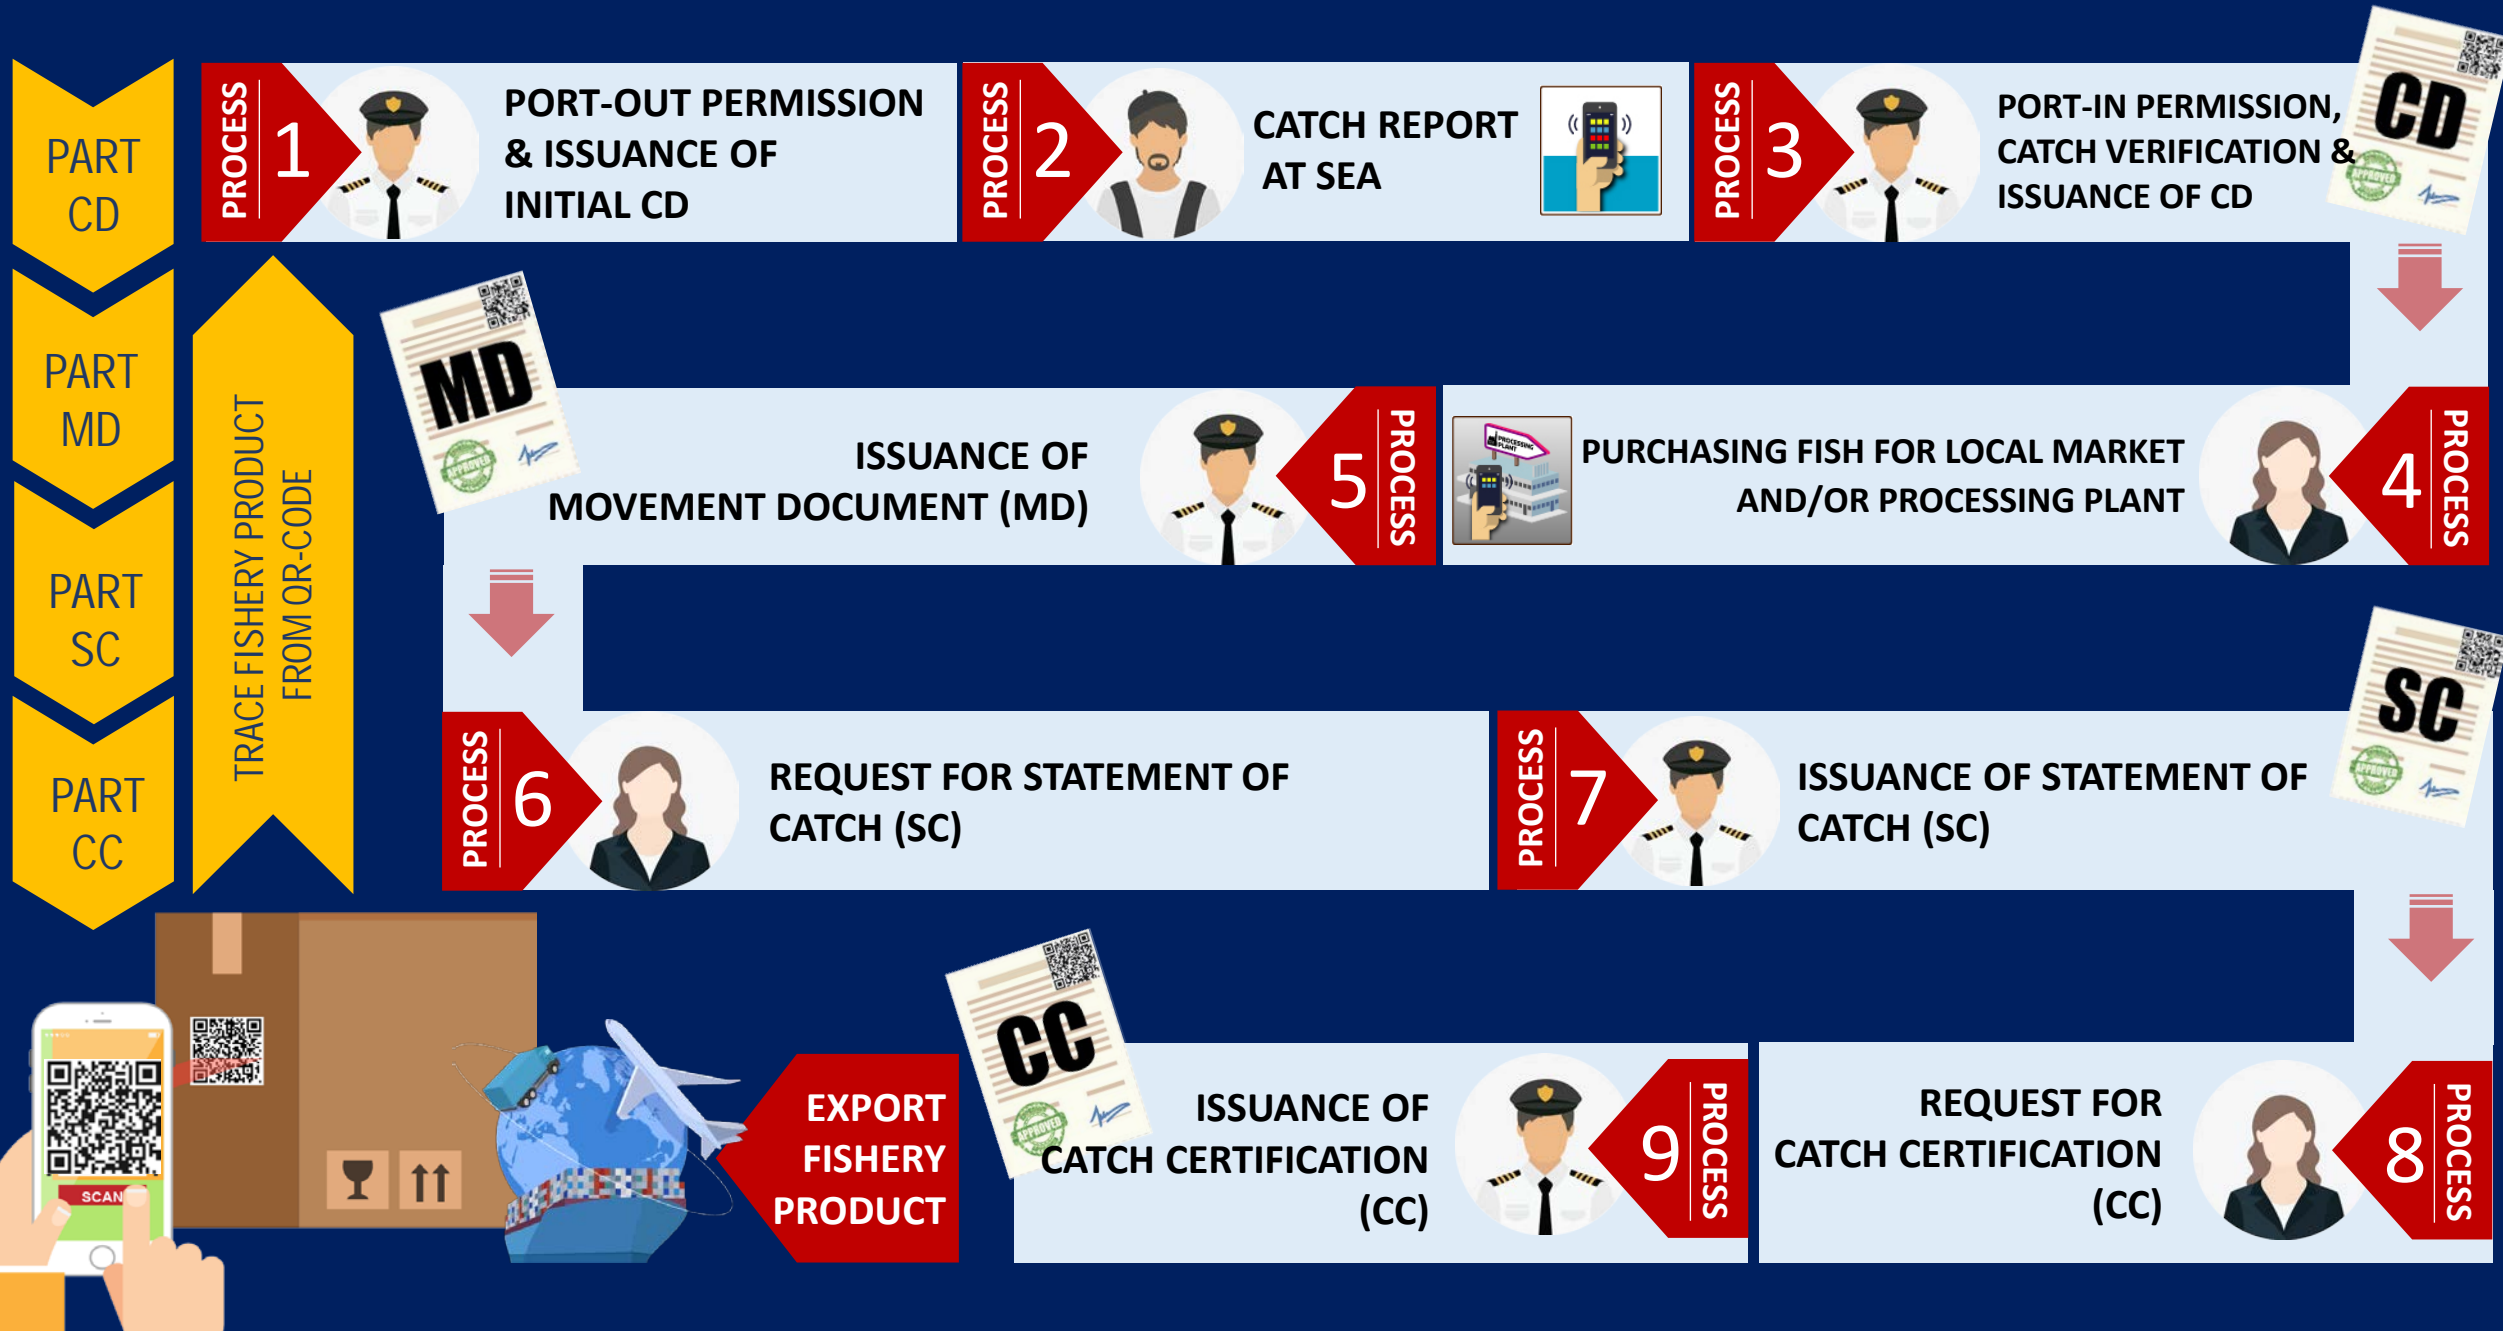 PART
CD
PART
MD
PART
SC
PART
CC
TRACE FISHERY PRODUCT
FROM QR-CODE
PROCESS
1
PORT-OUT PERMISSION
& ISSUANCE OF
INITIAL CD
PROCESS
2
CATCH REPORT
AT SEA
PROCESS
3
PORT-IN PERMISSION,
CATCH VERIFICATION &
ISSUANCE OF CD
CD
APPROVED
PROCESS
4
PURCHASING FISH FOR LOCAL MARKET
AND/OR PROCESSING PLANT
PROCESSING
PLANT
PROCESS
5
ISSUANCE OF
MOVEMENT DOCUMENT (MD)
MD
APPROVED
PROCESS
6
REQUEST FOR STATEMENT OF
CATCH (SC)
PROCESS
7
ISSUANCE OF STATEMENT OF
CATCH (SC)
SC
APPROVED
PROCESS
8
REQUEST FOR
CATCH CERTIFICATION
(CC)
PROCESS
9
ISSUANCE OF
CATCH CERTIFICATION
(CC)
CC
APPROVED
EXPORT
FISHERY
PRODUCT
SCAN